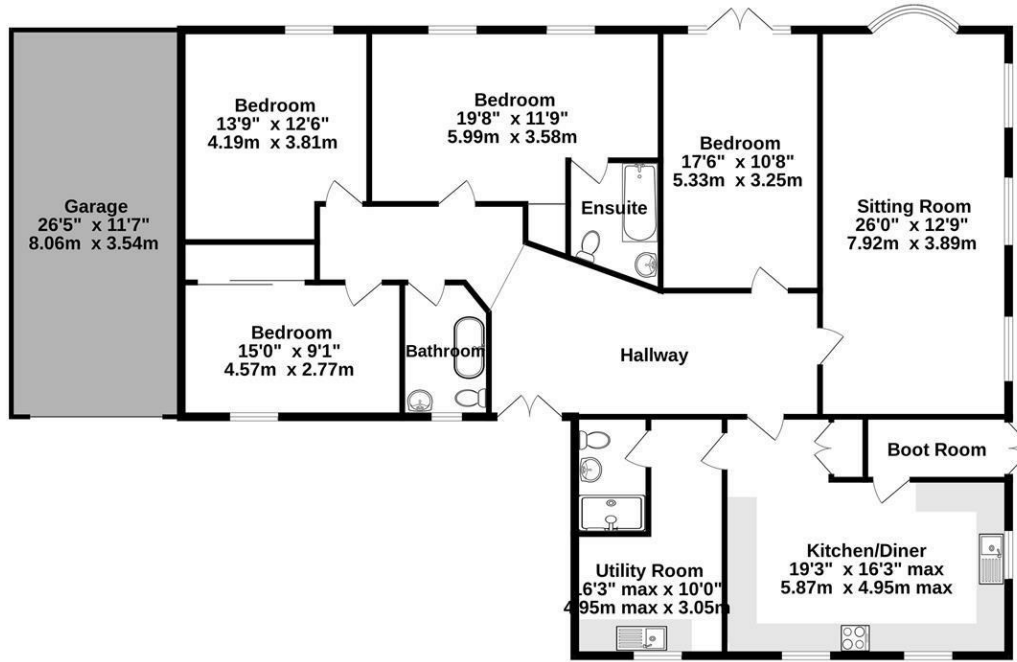 Bedroom
13'9" x 12'6"
4.19m x 3.81m
Bedroom
19'8" x 11'9"
5.99m x 3.58m
Bedroom
17'6" x 10'8"
5.33m x 3.25m
Garage
26'5" x 11'7"
8.06m x 3.54m
Ensuite
Sitting Room
26'0" x 12'9"
7.92m x 3.89m
Bedroom
15'0" x 9'1"
4.57m x 2.77m
Bathroom
Hallway
Boot Room
Utility Room
16'3" max x 10'0"
4.95m max x 3.05m
Kitchen/Diner
19'3" x 16'3" max
5.87m x 4.95m max